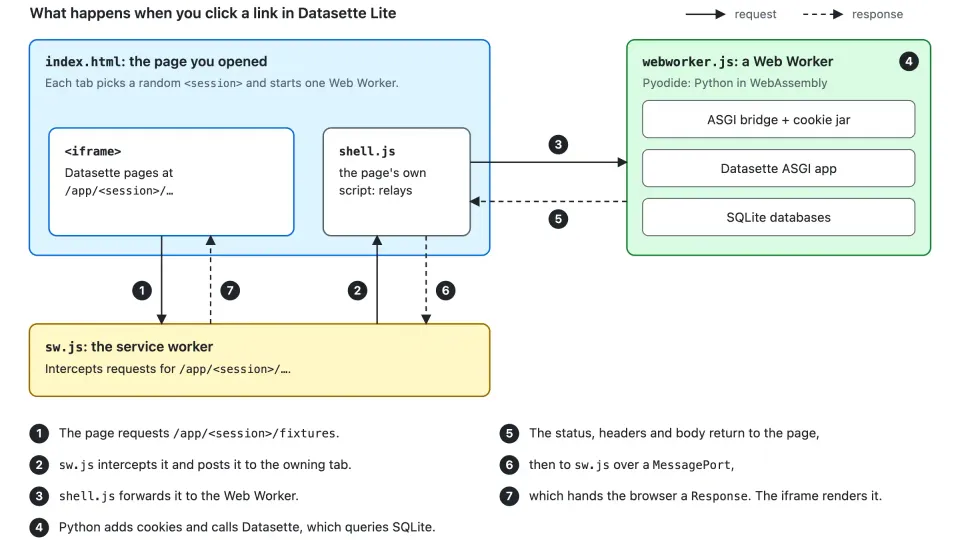 What happens when you click a link in Datasette Lite
request
response
index.html: the page you opened
Each tab picks a random <session> and starts one Web Worker.
<iframe>
Datasette pages at
/app/<session>/…
shell.js
the page's own
script: relays
webworker.js: a Web Worker
4
Pyodide: Python in WebAssembly
ASGI bridge + cookie jar
Datasette ASGI app
SQLite databases
3
5
1
7
2
6
sw.js: the service worker
Intercepts requests for /app/<session>/….
1 The page requests /app/<session>/fixtures.
2 sw.js intercepts it and posts it to the owning tab.
3 shell.js forwards it to the Web Worker.
4 Python adds cookies and calls Datasette, which queries SQLite.
5 The status, headers and body return to the page,
6 then to sw.js over a MessagePort,
7 which hands the browser a Response. The iframe renders it.